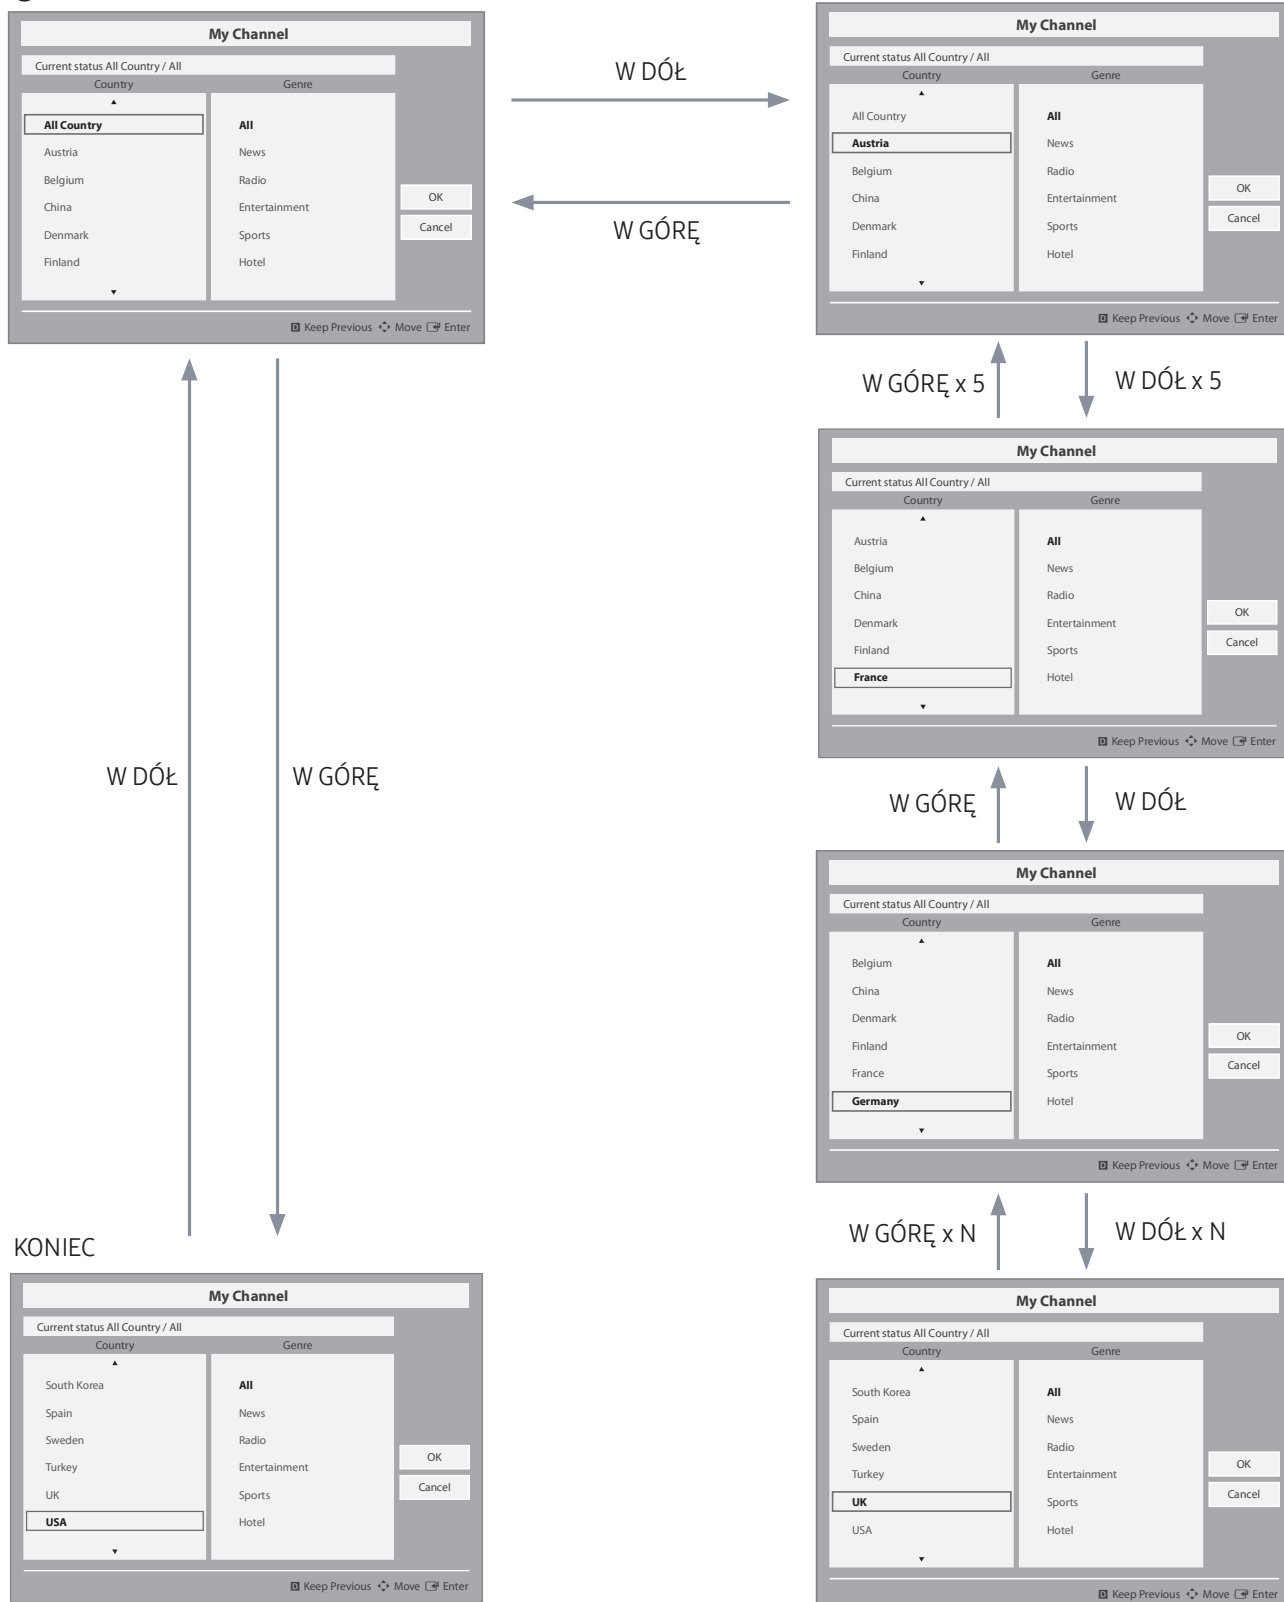 My Channel
Current status All Country / All
Country Genre
All Country All
Austria News
Belgium Radio
China Entertainment
Denmark Sports
Finland Hotel
OK
Cancel
D Keep Previous Move Enter
W DÓŁ
W GÓRĘ
My Channel
Current status All Country / All
Country Genre
All Country All
Austria News
Belgium Radio
China Entertainment
Denmark Sports
Finland Hotel
OK
Cancel
D Keep Previous Move Enter
W GÓRĘ x 5
W DÓŁ x 5
My Channel
Current status All Country / All
Country Genre
Austria All
Belgium News
China Radio
Denmark Entertainment
Finland Sports
France Hotel
OK
Cancel
D Keep Previous Move Enter
W DÓŁ
W GÓRĘ
W GÓRĘ
W DÓŁ
My Channel
Current status All Country / All
Country Genre
Belgium All
China News
Denmark Radio
Finland Entertainment
France Sports
Germany Hotel
OK
Cancel
D Keep Previous Move Enter
W GÓRĘ x N
W DÓŁ x N
KONIEC
My Channel
Current status All Country / All
Country Genre
South Korea All
Spain News
Sweden Radio
Turkey Entertainment
UK Sports
USA Hotel
OK
Cancel
D Keep Previous Move Enter
My Channel
Current status All Country / All
Country Genre
South Korea All
Spain News
Sweden Radio
Turkey Entertainment
UK Sports
USA Hotel
OK
Cancel
D Keep Previous Move Enter